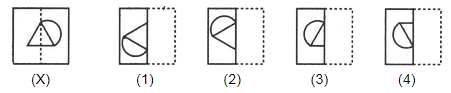 (X) (1) (2) (3) (4)